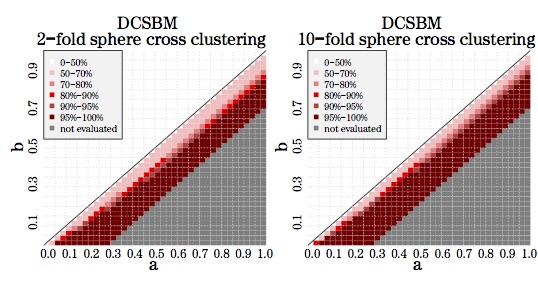 DCSBM
2-fold sphere cross clustering
0-50%
50-70%
70-80%
80%-90%
90%-95%
95%-100%
not evaluated
b
0.1 0.3 0.5 0.7 0.9
0.0 0.1 0.2 0.3 0.4 0.5 0.6 0.7 0.8 0.9 1.0
a
DCSBM
10-fold sphere cross clustering
0-50%
50-70%
70-80%
80%-90%
90%-95%
95%-100%
not evaluated
b
0.1 0.3 0.5 0.7 0.9
0.0 0.1 0.2 0.3 0.4 0.5 0.6 0.7 0.8 0.9 1.0
a